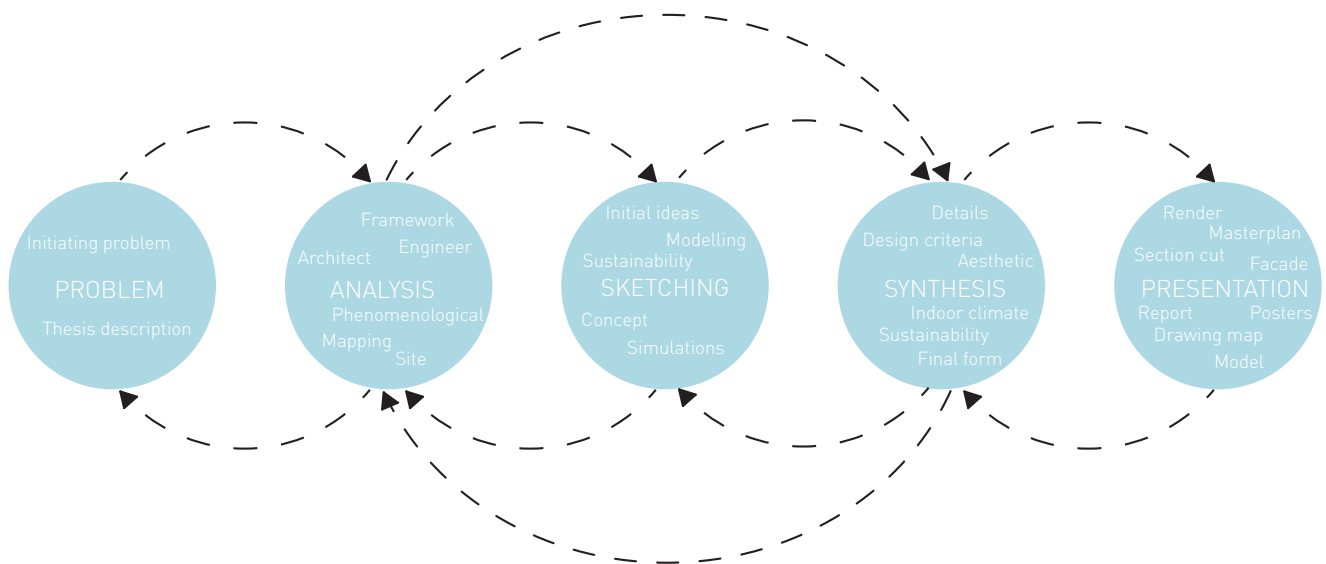 Initiating problem
PROBLEM
Thesis description
Framework
Engineer
Architect
ANALYSIS
Phenomenological
Mapping
Site
Initial ideas
Modelling
Sustainability
SKETCHING
Concept
Simulations
Details
Design criteria
Aesthetic
SYNTHESIS
Indoor climate
Sustainability
Final form
Render
Masterplan
Section cut
Facade
PRESENTATION
Report
Posters
Drawing map
Model